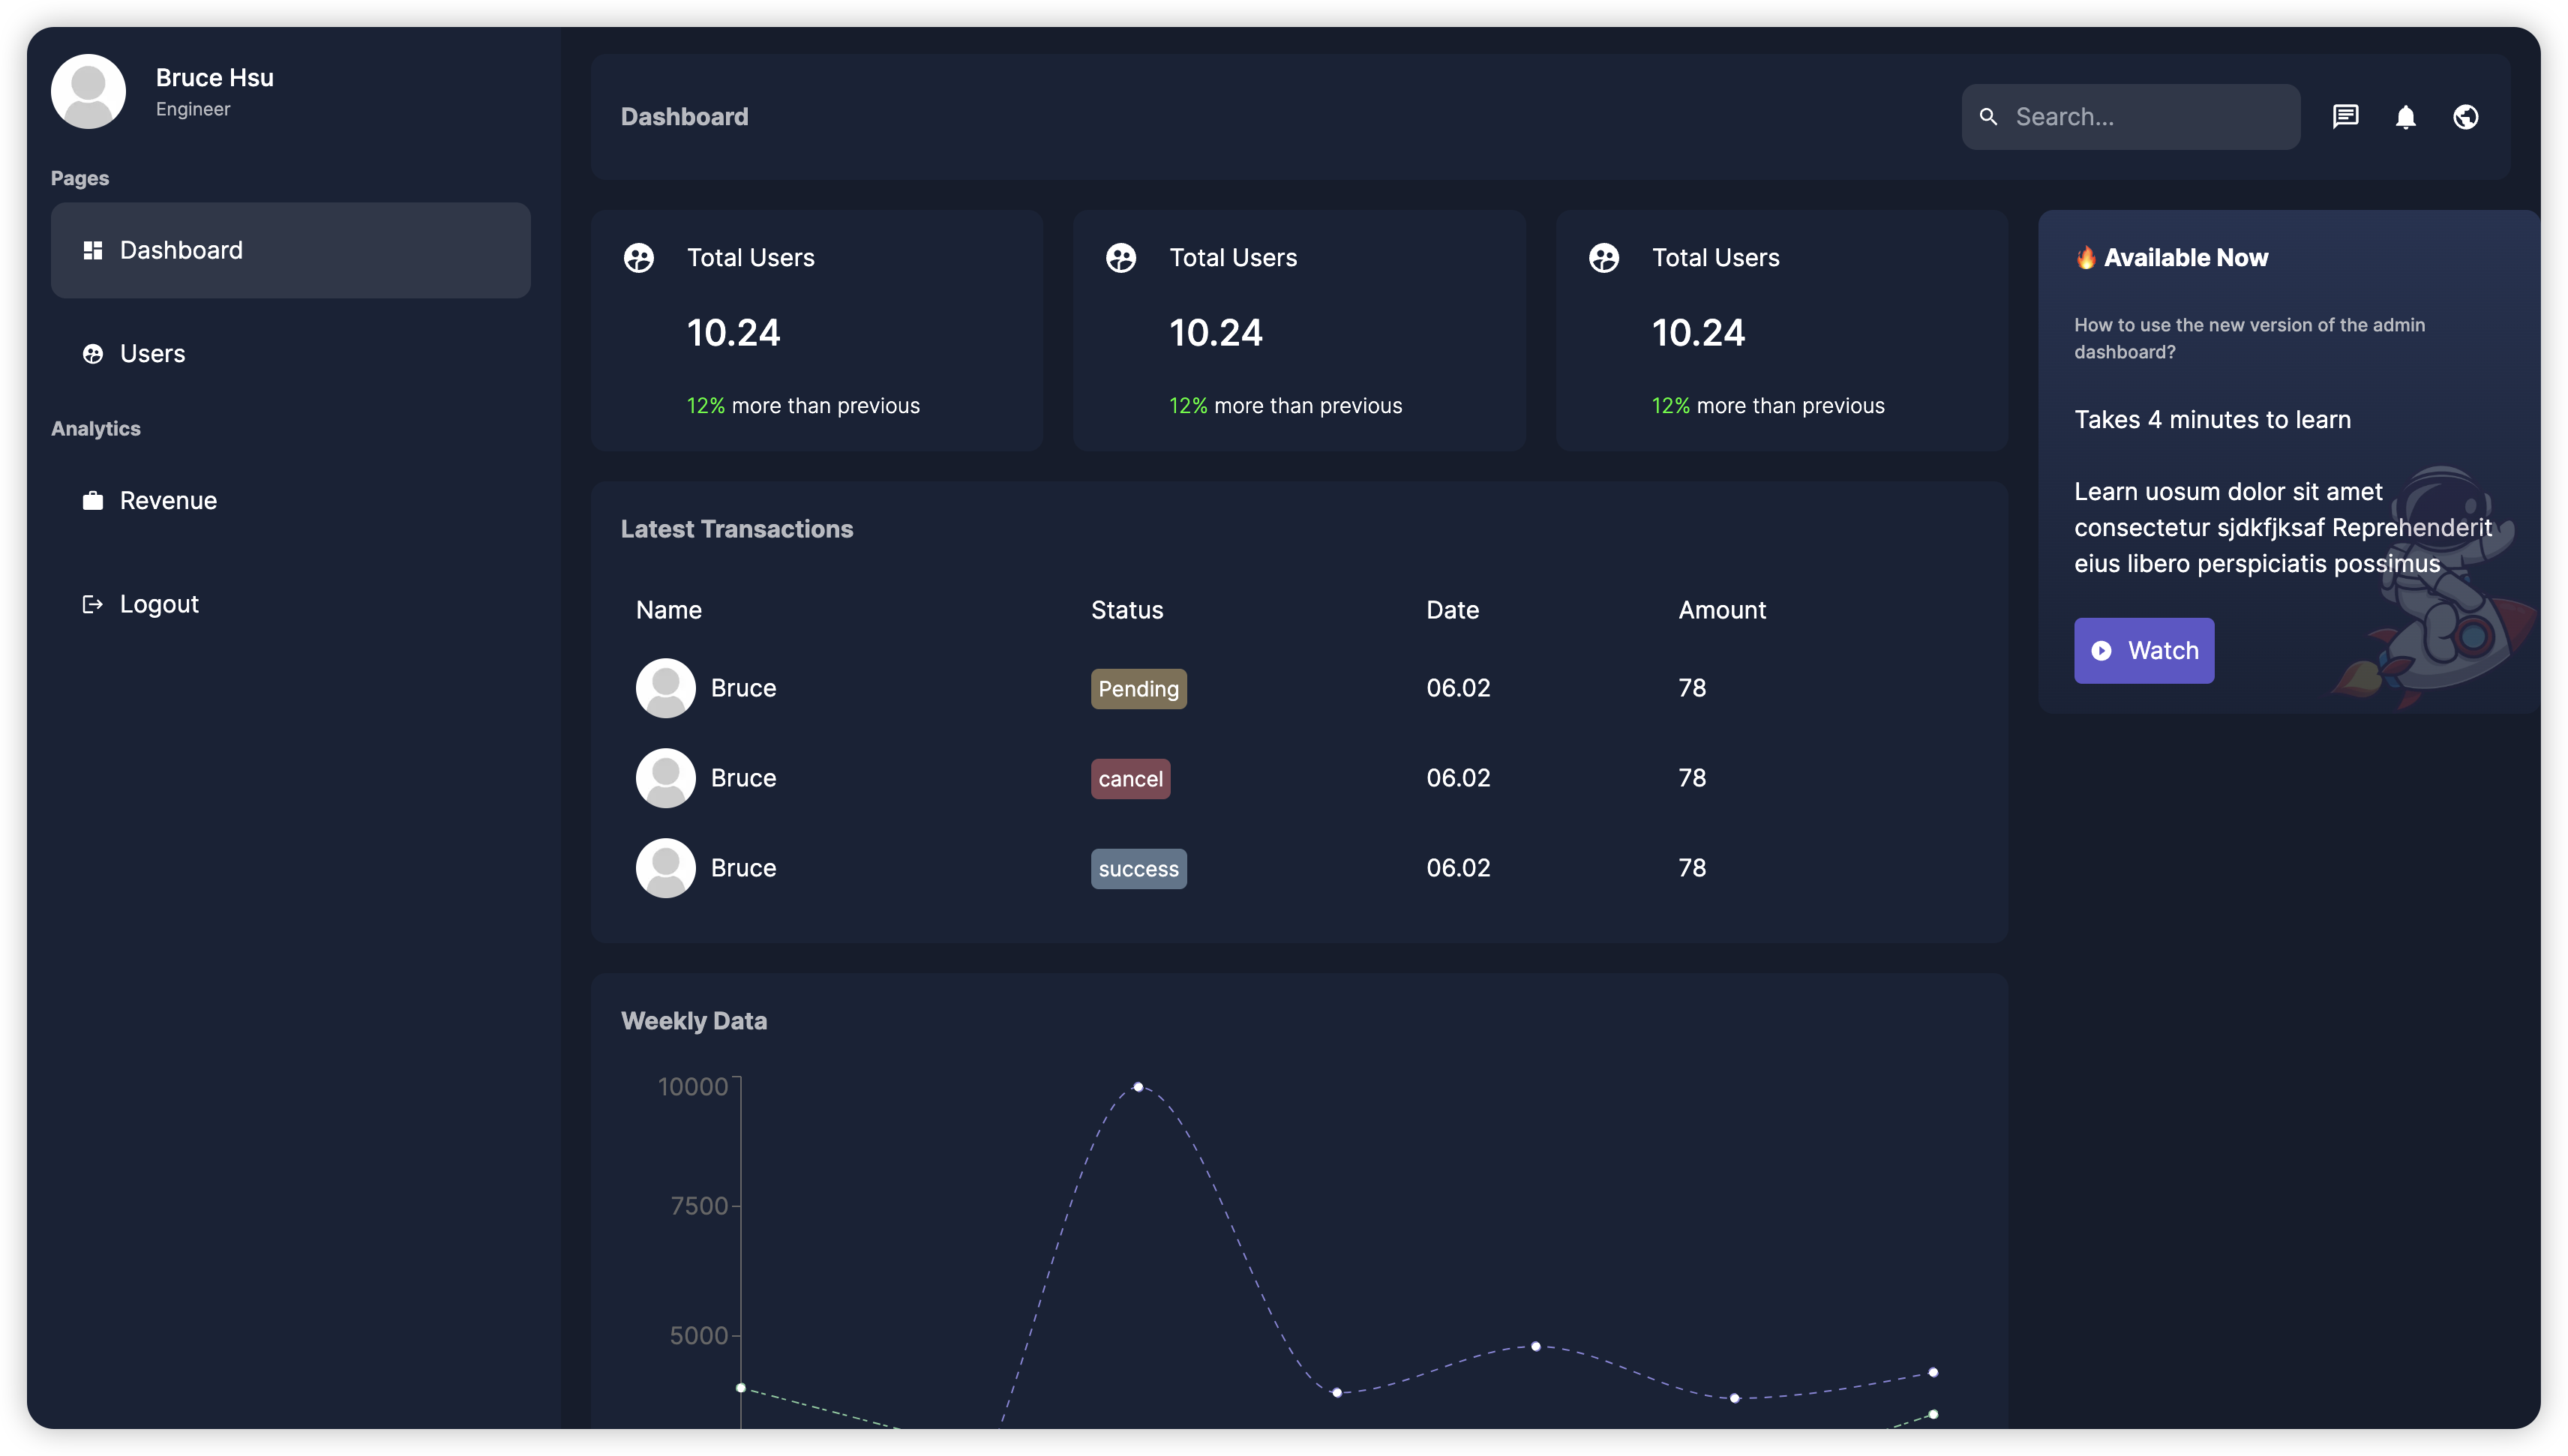 Bruce Hsu
Engineer
Pages
Dashboard
Users
Analytics
Revenue
Logout
Dashboard
Search...
Total Users
10.24
12% more than previous
Total Users
10.24
12% more than previous
Total Users
10.24
12% more than previous
🔥 Available Now
How to use the new version of the admin
dashboard?
Takes 4 minutes to learn
Learn uosum dolor sit amet
consectetur sjdkfjksaf Reprehenderit
eius libero perspiciatis possimus
Watch
Latest Transactions
Name Status Date Amount
Bruce Pending 06.02 78
Bruce cancel 06.02 78
Bruce success 06.02 78
Weekly Data
10000
7500
5000